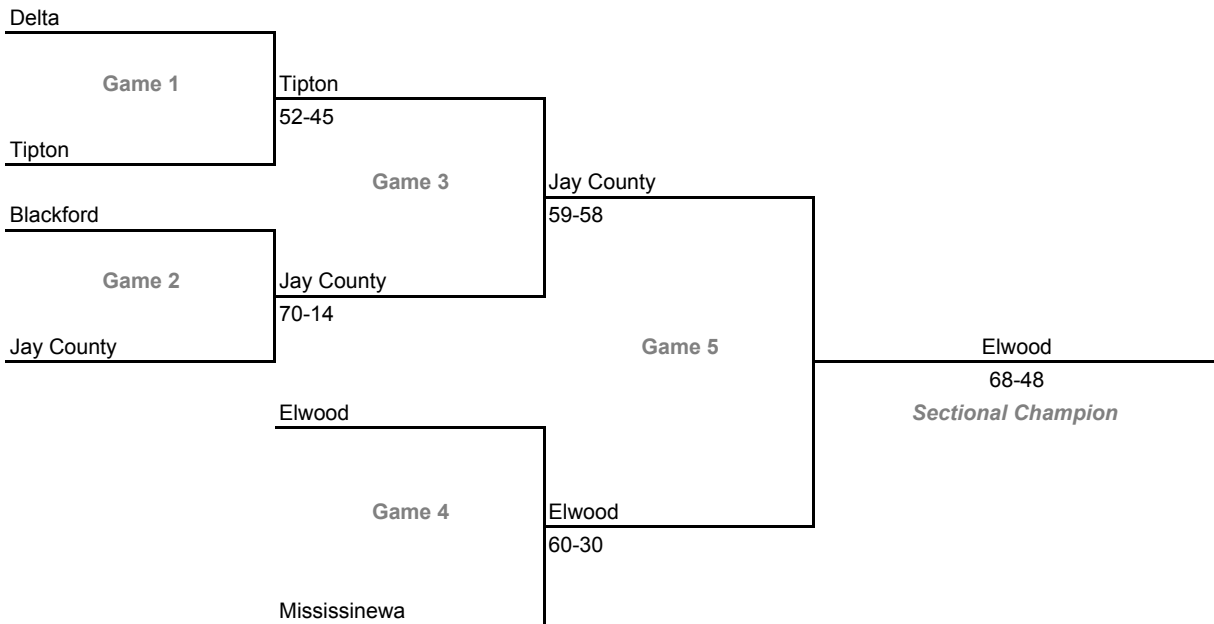 Delta
Game 1
Tipton
52-45
Tipton
Game 3
Jay County
59-58
Blackford
Game 2
Jay County
70-14
Jay County
Game 5
Elwood
68-48
Sectional Champion
Elwood
Game 4
Elwood
60-30
Mississinewa